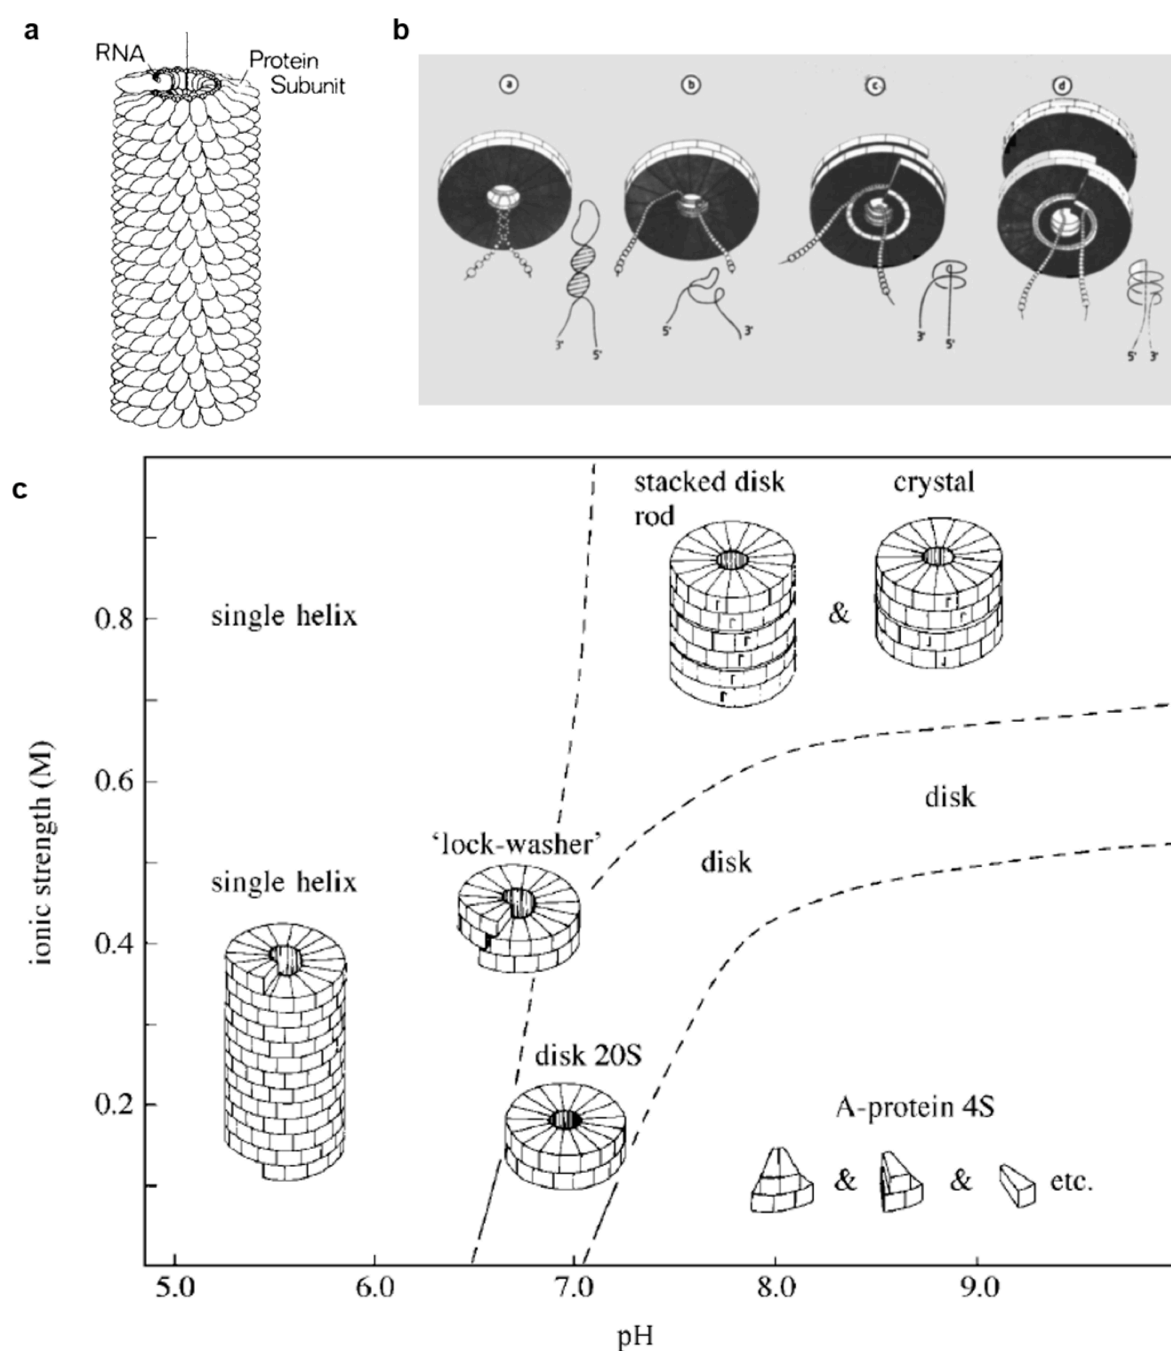 a
RNA
Protein
Subunit
b
a
b
c
d
3'
5'
5'
3'
3'
5'
5'
3'
c
stacked disk
rod
crystal
&
single helix
0.8
0.6
0.4
0.2
ionic strength (M)
disk
disk
'lock-washer'
single helix
disk 20S
A-protein 4S
& & etc.
5.0 6.0 7.0 8.0 9.0
pH